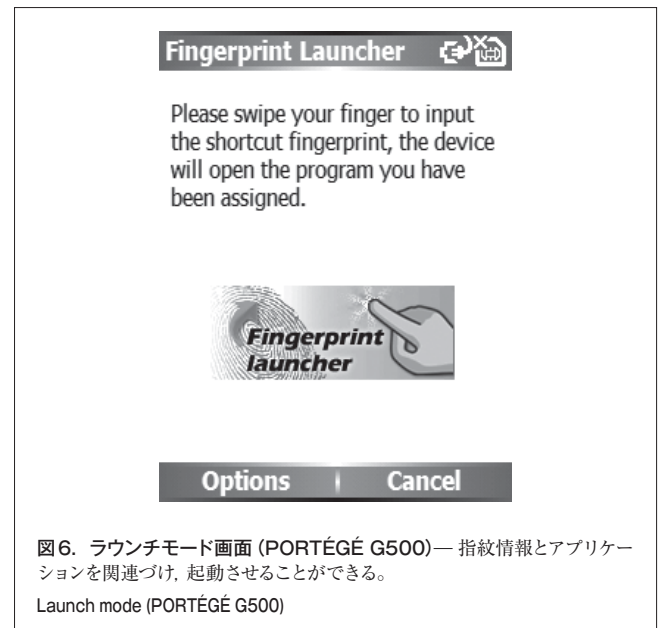 Fingerprint Launcher
Please swipe your finger to input
the shortcut fingerprint, the device
will open the program you have
been assigned.
Fingerprint
launcher
Options
Cancel
図6. ラウンチモード画面 (PORTÉGÉ G500)— 指紋情報とアプリケー
ションを関連づけ, 起動させることができる。
Launch mode (PORTÉGÉ G500)